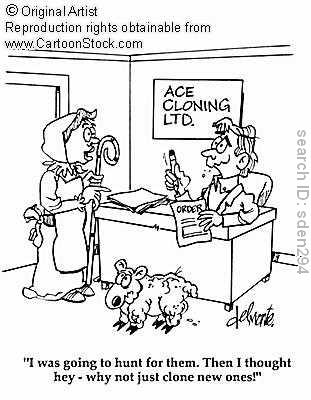 © Original Artist
Reproduction rights obtainable from
www.CartoonStock.com
ACE
CLONING
LTD.
ORDER
search ID: sden294
delmonte.
"I was going to hunt for them. Then I thought
hey - why not just clone new ones!"